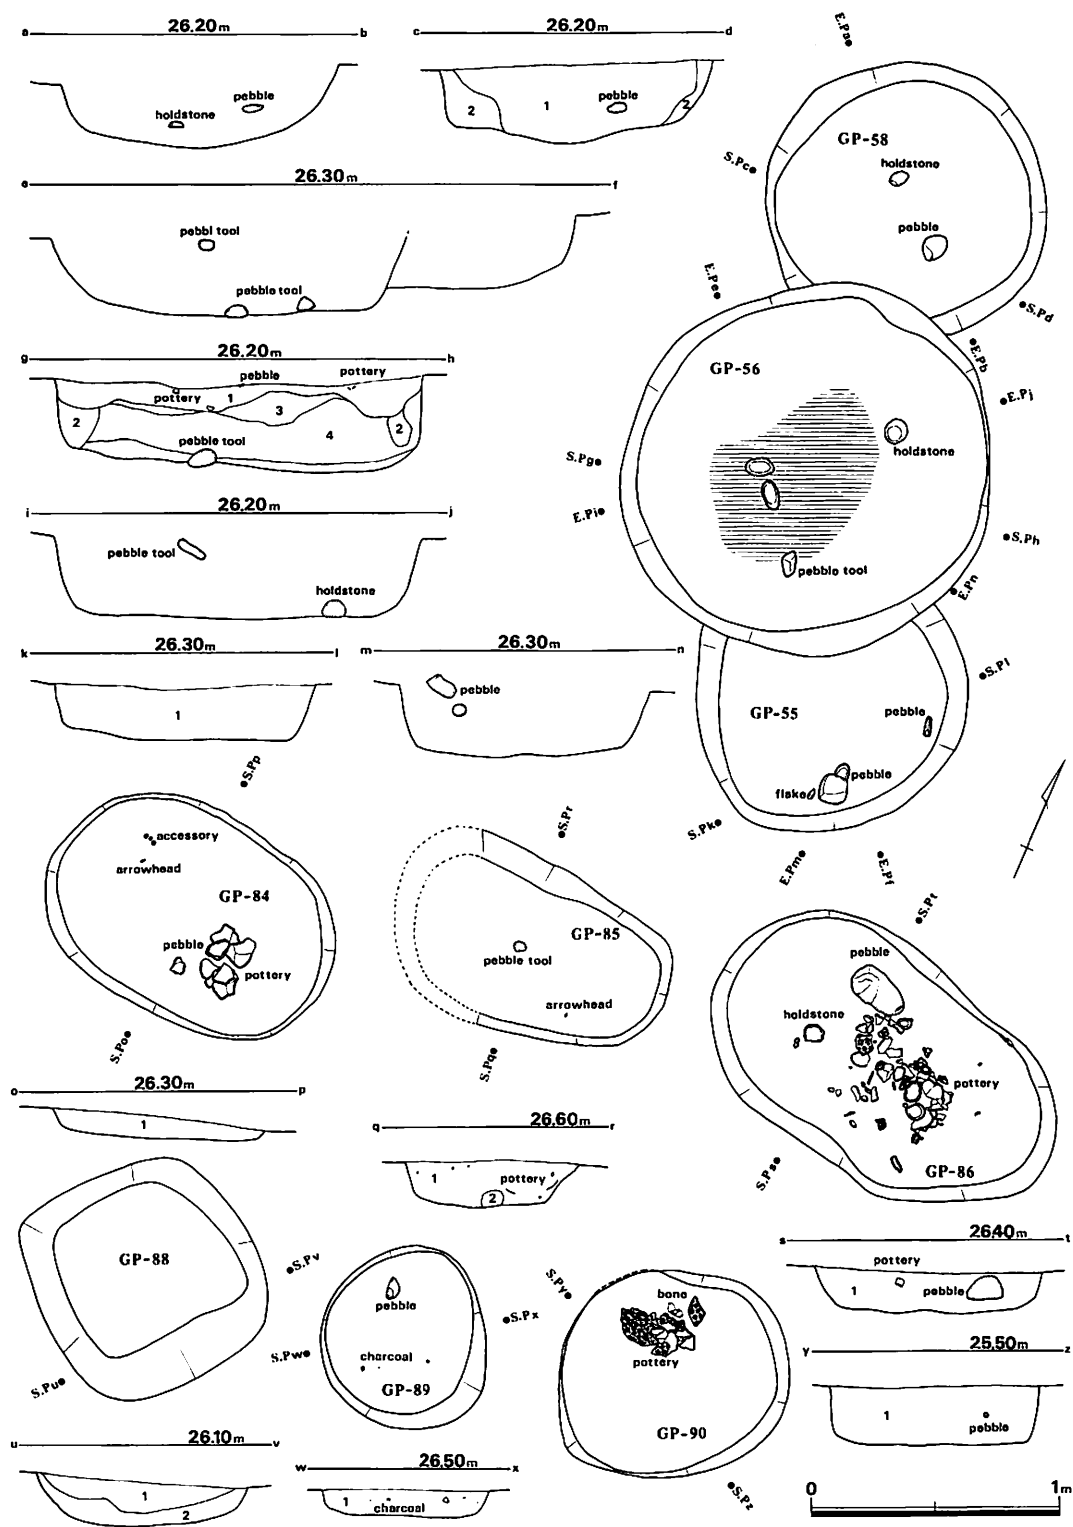 a 26.20m b
pebble
holdstone
c 26.20m d
2 1 pebble 2
e 26.30m f
pebbl tool
pebble tool
g 26.20m h
pebble pottery
pottery 1
3
2 4 2
pebble tool
i 26.20m j
pebble tool
holdstone
k 26.30m l
1
m 26.30m n
pebble
E.Pa
S.Pc
GP-58
holdstone
pebble
S.Pd
E.Pe
E.Pb
E.Pj
GP-56
holdstone
S.Pg
E.Pi
S.Ph
pebble tool
E.Pn
S.Pl
GP-55
pebble
pebble
flake
S.Pk
E.Pm
E.Pf
S.Pp
accessory
arrowhead
GP-84
pebble
pottery
S.Po
S.Pr
GP-85
pebble tool
arrowhead
S.Pq
S.Pt
pebble
holdstone
pottery
GP-86
S.Ps
o 26.30m p
1
q 26.60m r
1 pottery
2
s 26.40m t
pottery
1 pebble
GP-88
S.Pv
S.Pu
pebble
S.Px
S.Pw
charcoal
GP-89
S.Py
bone
pottery
GP-90
S.Pz
y 25.50m z
1
pebble
u 26.10m v
1
2
w 26.50m x
1
charcoal
0 1m